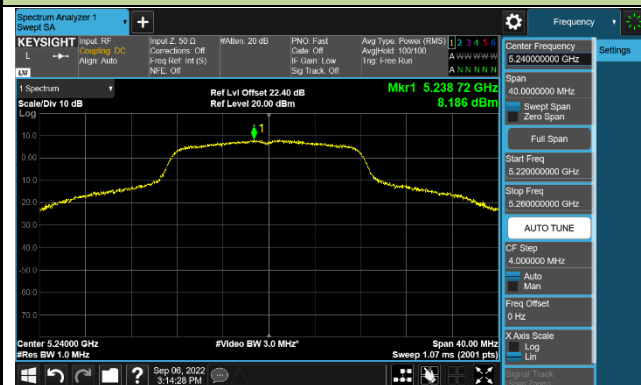 Spectrum Analyzer 1
Swept SA
Frequency
KEYSIGHT
L
Input: RF
Coupling: DC
Align: Auto
Input Z: 50 Ω
Corrections: Off
Freq Ref: Int (S)
NFE: Off
#Atten: 20 dB
PNO: Fast
Gate: Off
IF Gain: Low
Sig Track: Off
Avg Type: Power (RMS)
Avg|Hold: 100/100
Trig: Free Run
1 2 3 4 5 6
A W W W W W
A N N N N N
1 Spectrum
Scale/Div 10 dB
Log
Ref Lvl Offset 22.40 dB
Ref Level 20.00 dBm
Mkr1 5.238 72 GHz
8.186 dBm
1
10.0
0.00
10.0
20.0
30.0
40.0
-50.0
60.0
70.0
Center 5.24000 GHz
#Res BW 1.0 MHz
#Video BW 3.0 MHz*
Span 40.00 MHz
Sweep 1.07 ms (2001 pts)
Center Frequency
5.240000000 GHz
Settings
Span
40.0000000 MHz
Swept Span
Zero Span
Full Span
Start Freq
5.220000000 GHz
Stop Freq
5.260000000 GHz
AUTO TUNE
CF Step
4.000000 MHz
Auto
Man
Freq Offset
0 Hz
X Axis Scale
Log
Lin
Signal Track
Sep 06, 2022
3:14:28 PM